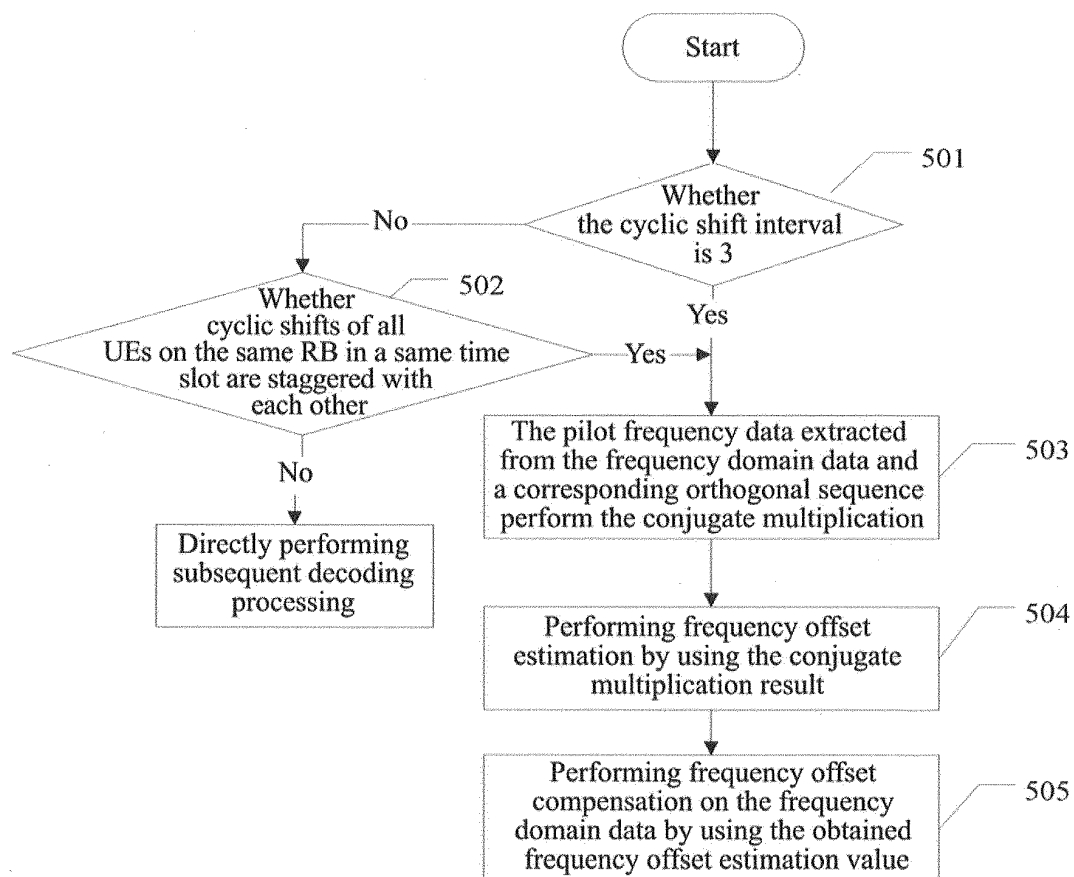 Start
501
Whether
the cyclic shift interval
is 3
No
Yes
502
Whether
cyclic shifts of all
UEs on the same RB in a same time
slot are staggered with
each other
Yes
No
Directly performing
subsequent decoding
processing
503
The pilot frequency data extracted
from the frequency domain data and
a corresponding orthogonal sequence
perform the conjugate multiplication
504
Performing frequency offset
estimation by using the conjugate
multiplication result
505
Performing frequency offset
compensation on the frequency
domain data by using the obtained
frequency offset estimation value